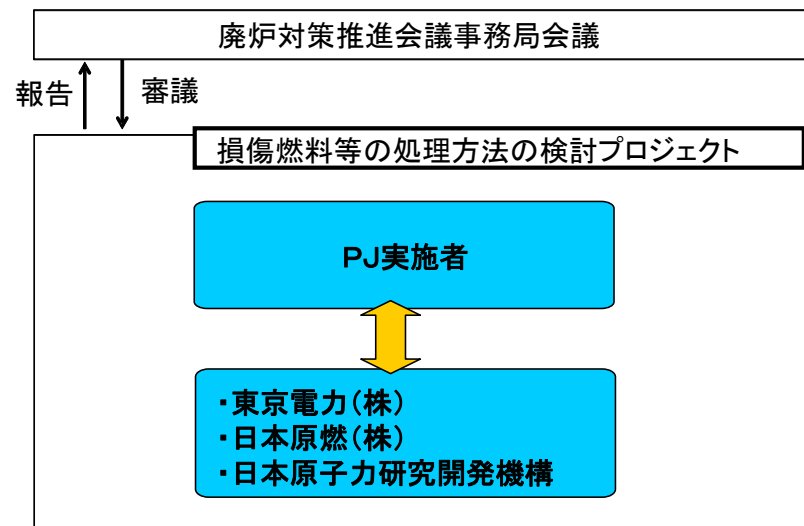 廃炉対策推進会議事務局会議
報告
審議
損傷燃料等の処理方法の検討プロジェクト
PJ実施者
・東京電力(株)
・日本原燃(株)
・日本原子力研究開発機構